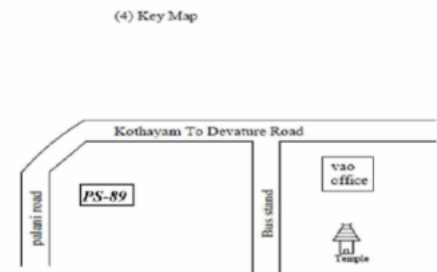 (4) Key Map
Kothayam To Devature Road
palani road
PS-89
Bus stand
vao
office
Temple